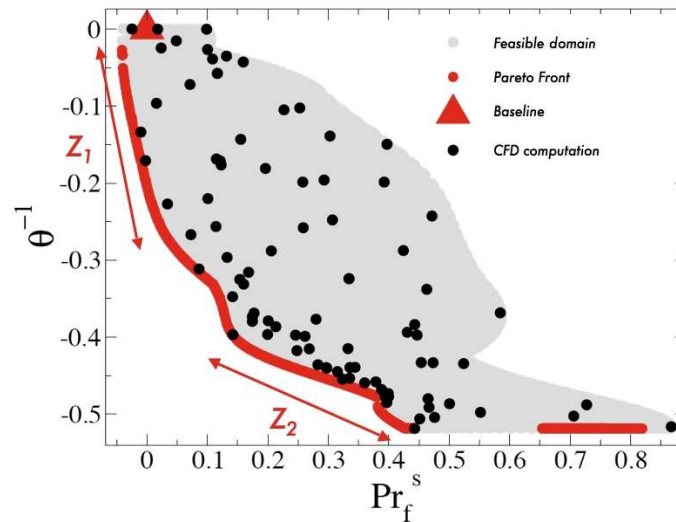 0
-0.1
-0.2
-0.3
-0.4
-0.5
θ⁻¹
Feasible domain
Pareto Front
Baseline
CFD computation
Z₁
Z₂
0 0.1 0.2 0.3 0.4 0.5 0.6 0.7 0.8
Pr_f^s